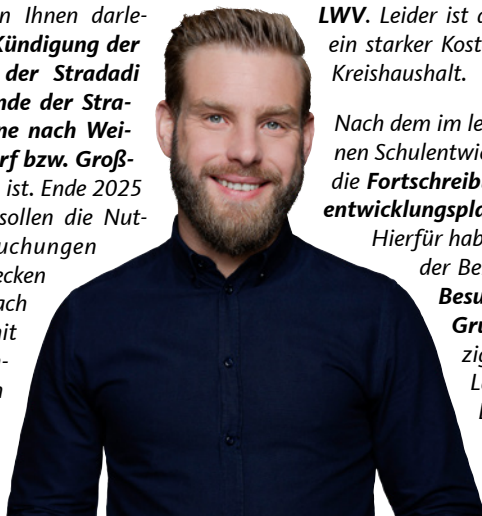 n Ihnen darle-
Kündigung der
der Stradadi
nde der Stra-
ne nach Wei-
rf bzw. Groß-
ist. Ende 2025
sollen die Nut-
uchungen
ecken
ach
nit
LWV. Leider ist
ein starker Kost
Kreishaushalt.
Nach dem im le
nen Schulentwic
die Fortschreibu
entwicklungspla
Hierfür hab
der Be
Besu
Gru
zig